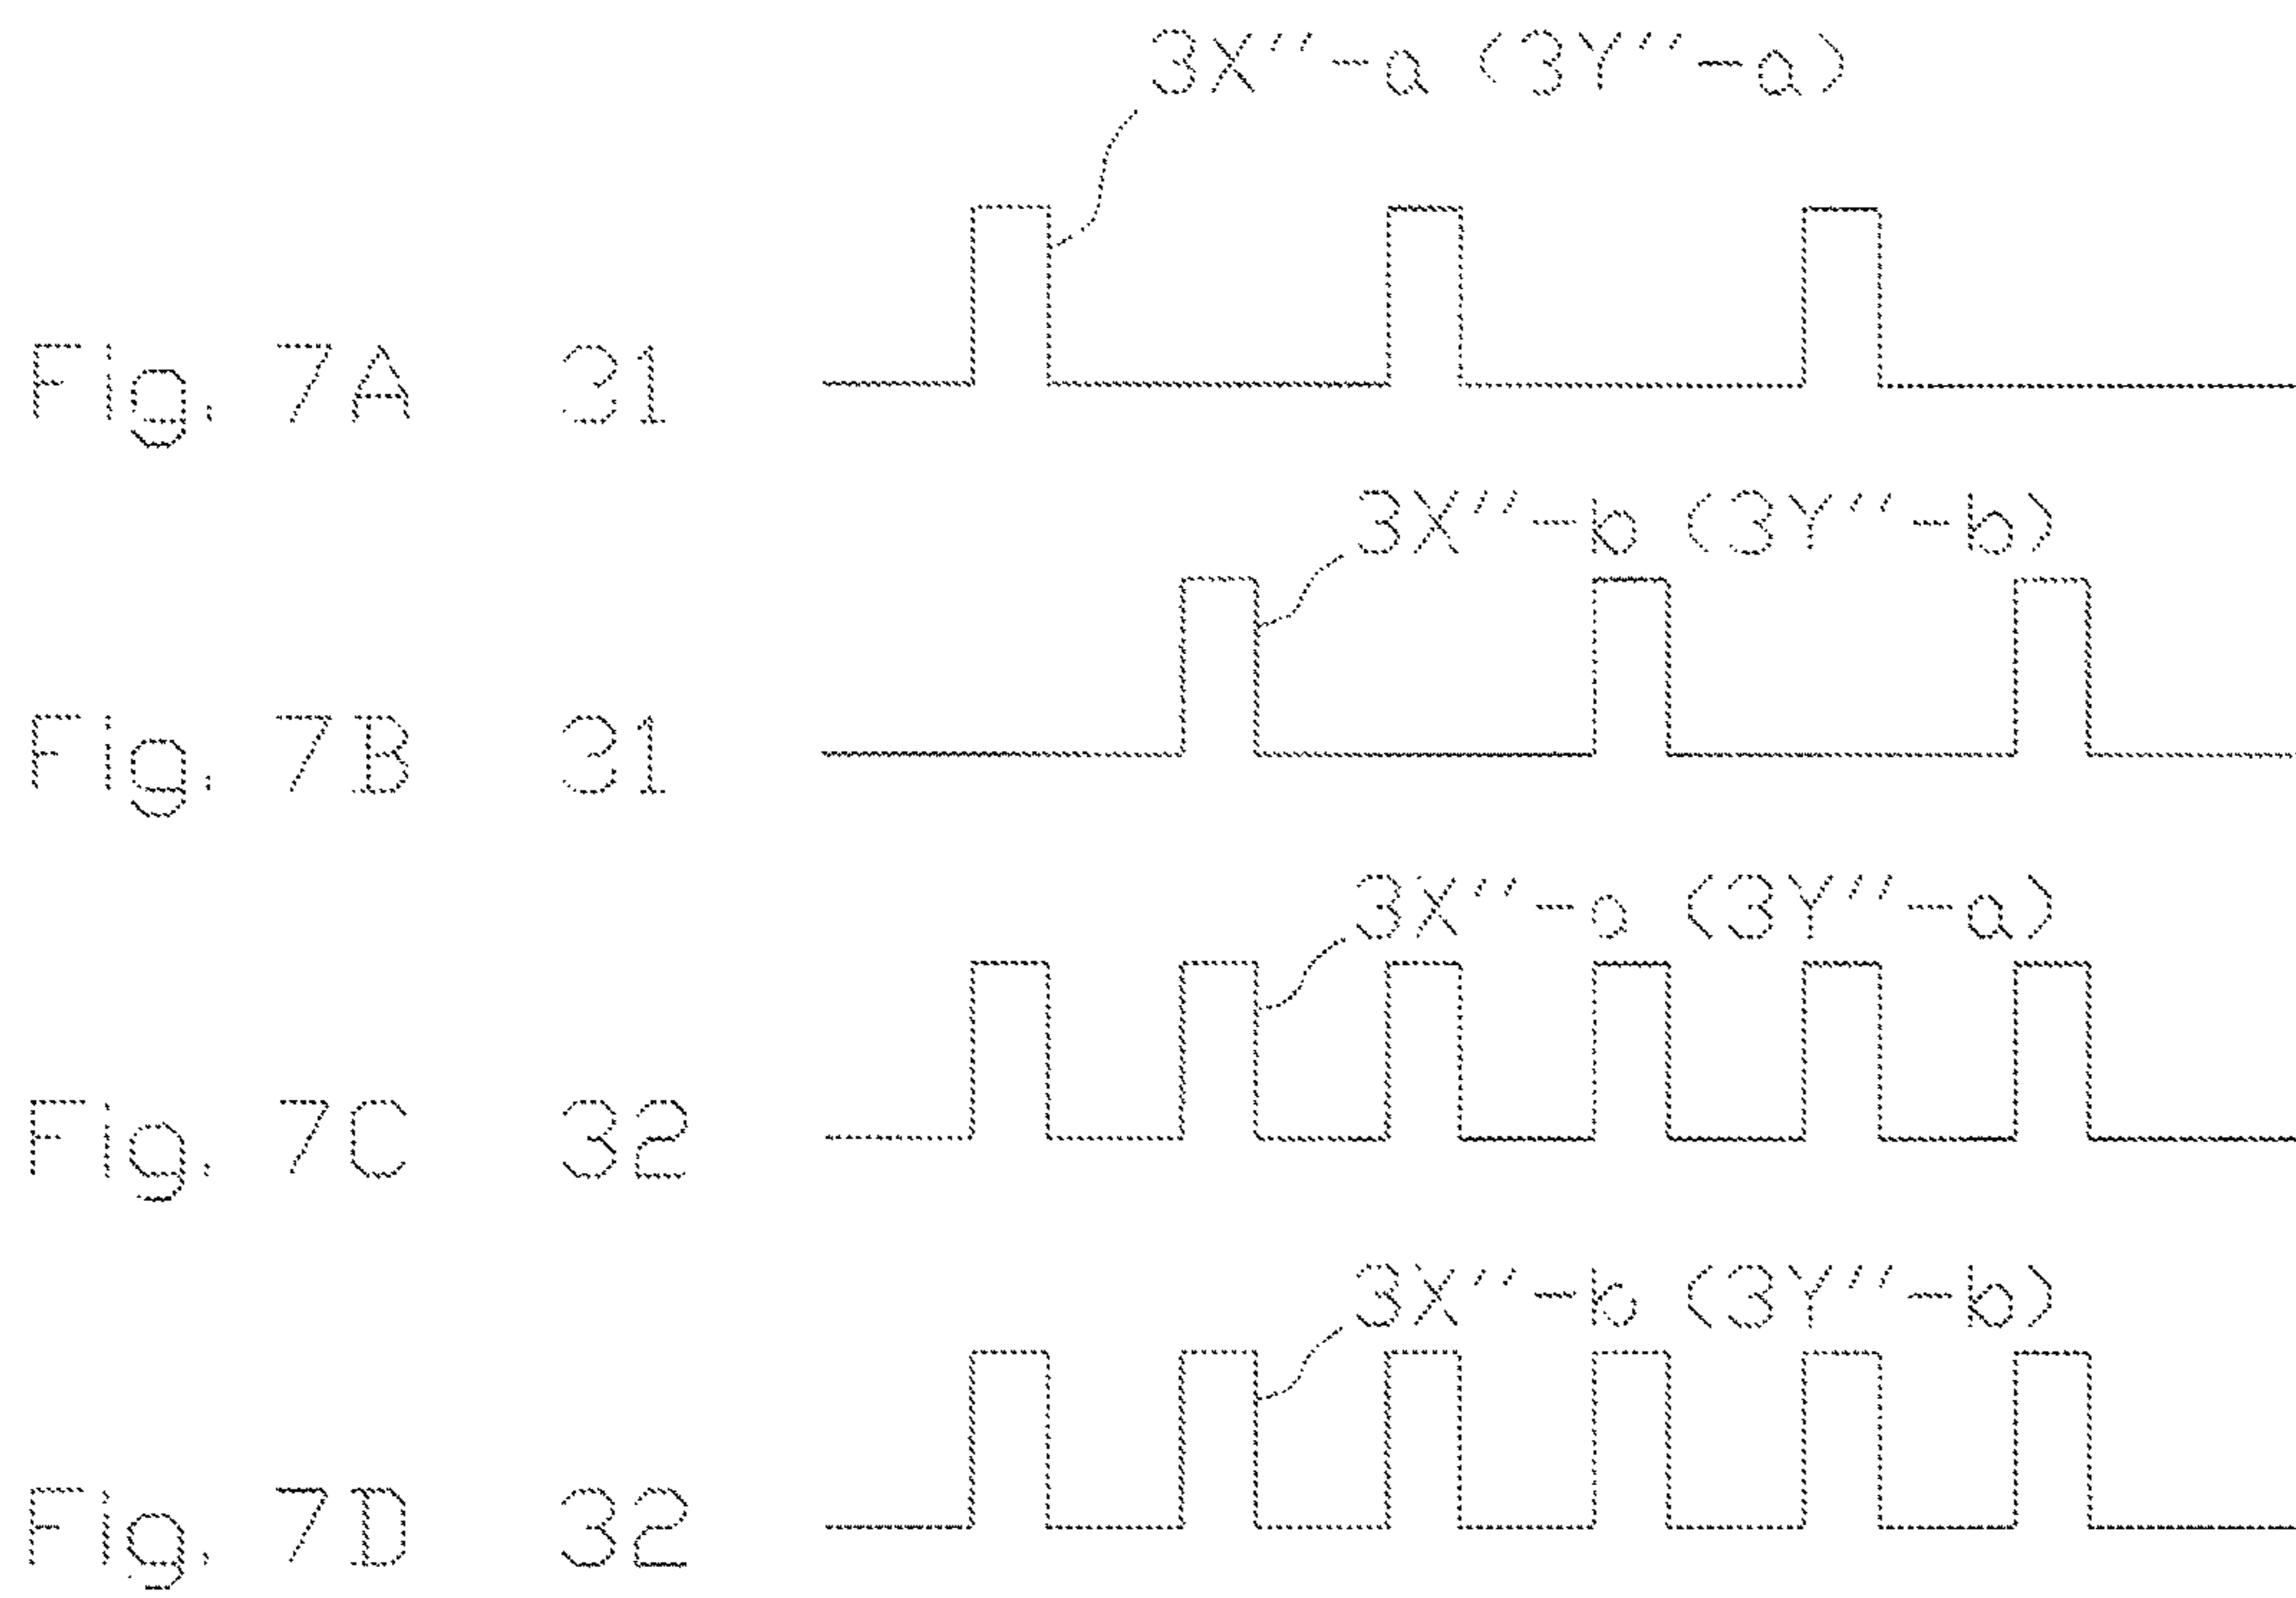 3X''-a (3Y''-a)
Fig. 7A 31
3X''-b (3Y''-b)
Fig. 7B 31
3X''-o (3Y''-a)
Fig. 7C 32
3X''-b (3Y''-b)
Fig. 7D 32